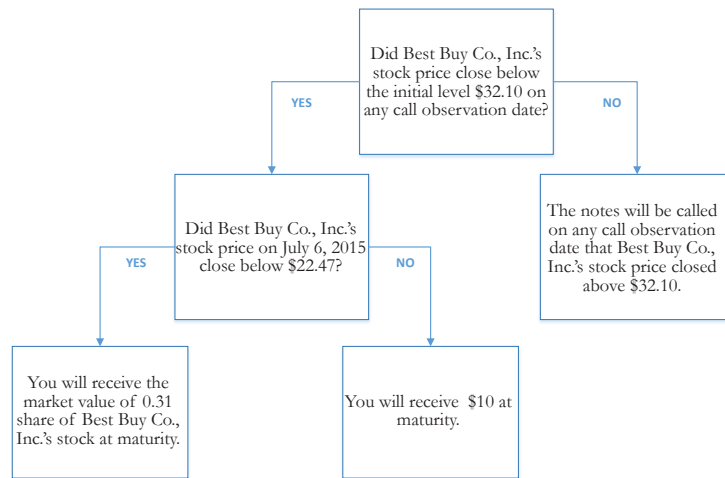 Did Best Buy Co., Inc.'s
stock price close below
the initial level $32.10 on
any call observation date?
YES
NO
Did Best Buy Co., Inc.'s
stock price on July 6, 2015
close below $22.47?
The notes will be called
on any call observation
date that Best Buy Co.,
Inc.'s stock price closed
above $32.10.
YES
NO
You will receive the
market value of 0.31
share of Best Buy Co.,
Inc.'s stock at maturity.
You will receive $10 at
maturity.